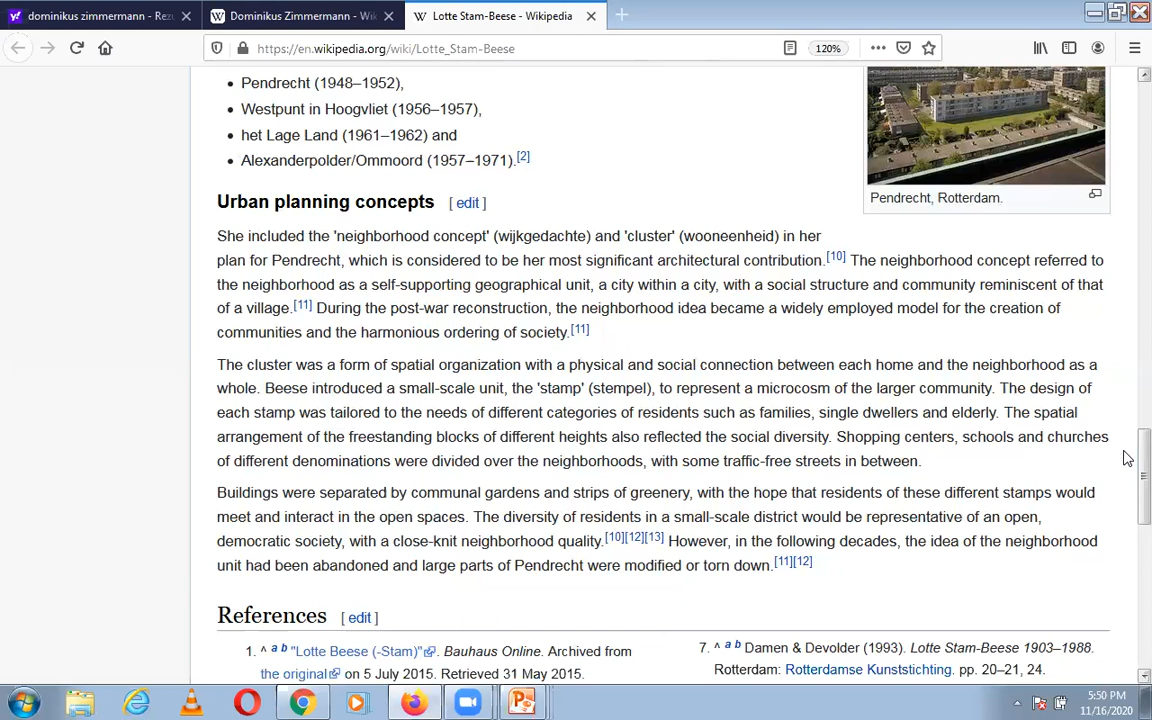 dominikus zimmermann - Rezu
Dominikus Zimmermann - Wik
Lotte Stam-Beese - Wikipedia
https://en.wikipedia.org/wiki/Lotte_Stam-Beese
120%
Pendrecht (1948–1952),
Westpunt in Hoogvliet (1956–1957),
het Lage Land (1961–1962) and
Alexanderpolder/Ommoord (1957–1971).[2]
Pendrecht, Rotterdam.
Urban planning concepts [ edit ]
She included the 'neighborhood concept' (wijkgedachte) and 'cluster' (wooneenheid) in her
plan for Pendrecht, which is considered to be her most significant architectural contribution.[10] The neighborhood concept referred to
the neighborhood as a self-supporting geographical unit, a city within a city, with a social structure and community reminiscent of that
of a village.[11] During the post-war reconstruction, the neighborhood idea became a widely employed model for the creation of
communities and the harmonious ordering of society.[11]
The cluster was a form of spatial organization with a physical and social connection between each home and the neighborhood as a
whole. Beese introduced a small-scale unit, the 'stamp' (stempel), to represent a microcosm of the larger community. The design of
each stamp was tailored to the needs of different categories of residents such as families, single dwellers and elderly. The spatial
arrangement of the freestanding blocks of different heights also reflected the social diversity. Shopping centers, schools and churches
of different denominations were divided over the neighborhoods, with some traffic-free streets in between.
Buildings were separated by communal gardens and strips of greenery, with the hope that residents of these different stamps would
meet and interact in the open spaces. The diversity of residents in a small-scale district would be representative of an open,
democratic society, with a close-knit neighborhood quality.[10][12][13] However, in the following decades, the idea of the neighborhood
unit had been abandoned and large parts of Pendrecht were modified or torn down.[11][12]
References [ edit ]
1. ^ a b "Lotte Beese (-Stam)". Bauhaus Online. Archived from
the original on 5 July 2015. Retrieved 31 May 2015.
7. ^ a b Damen & Devolder (1993). Lotte Stam-Beese 1903–1988.
Rotterdam: Rotterdamse Kunststichting. pp. 20–21, 24.
5:50 PM
11/16/2020